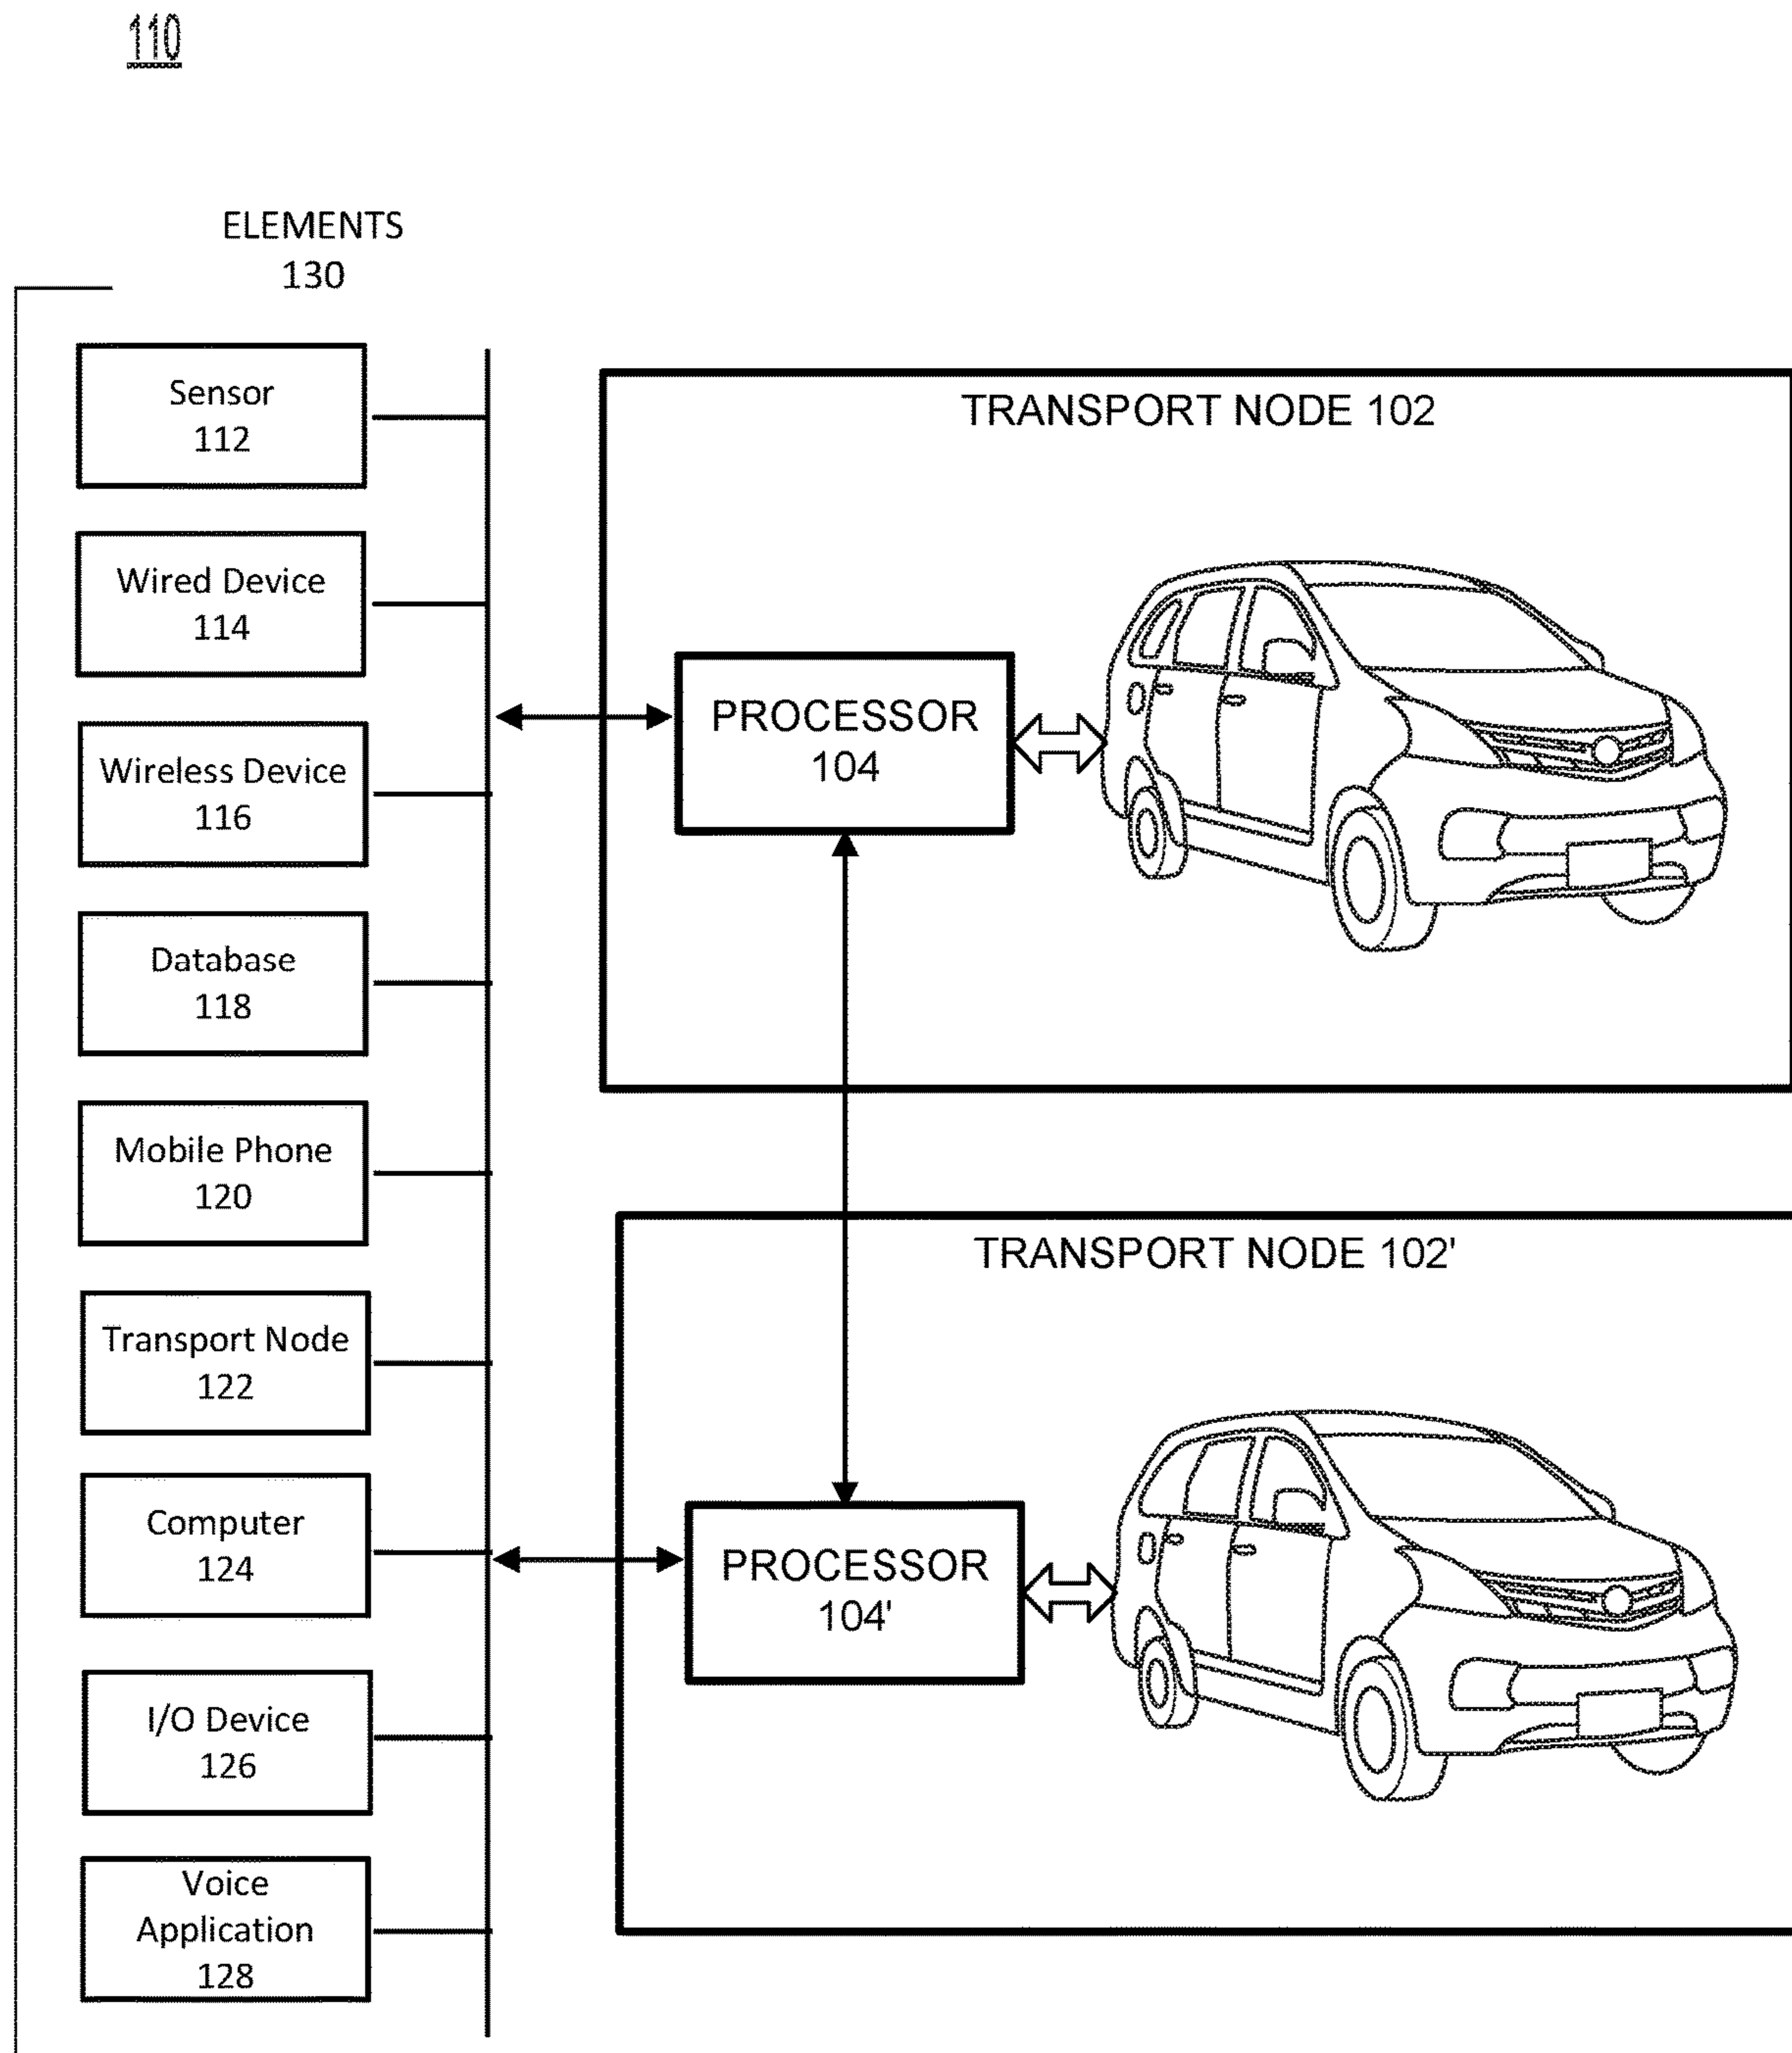 110
ELEMENTS
130
Sensor
112
Wired Device
114
Wireless Device
116
Database
118
Mobile Phone
120
Transport Node
122
Computer
124
I/O Device
126
Voice
Application
128
TRANSPORT NODE 102
PROCESSOR
104
TRANSPORT NODE 102'
PROCESSOR
104'